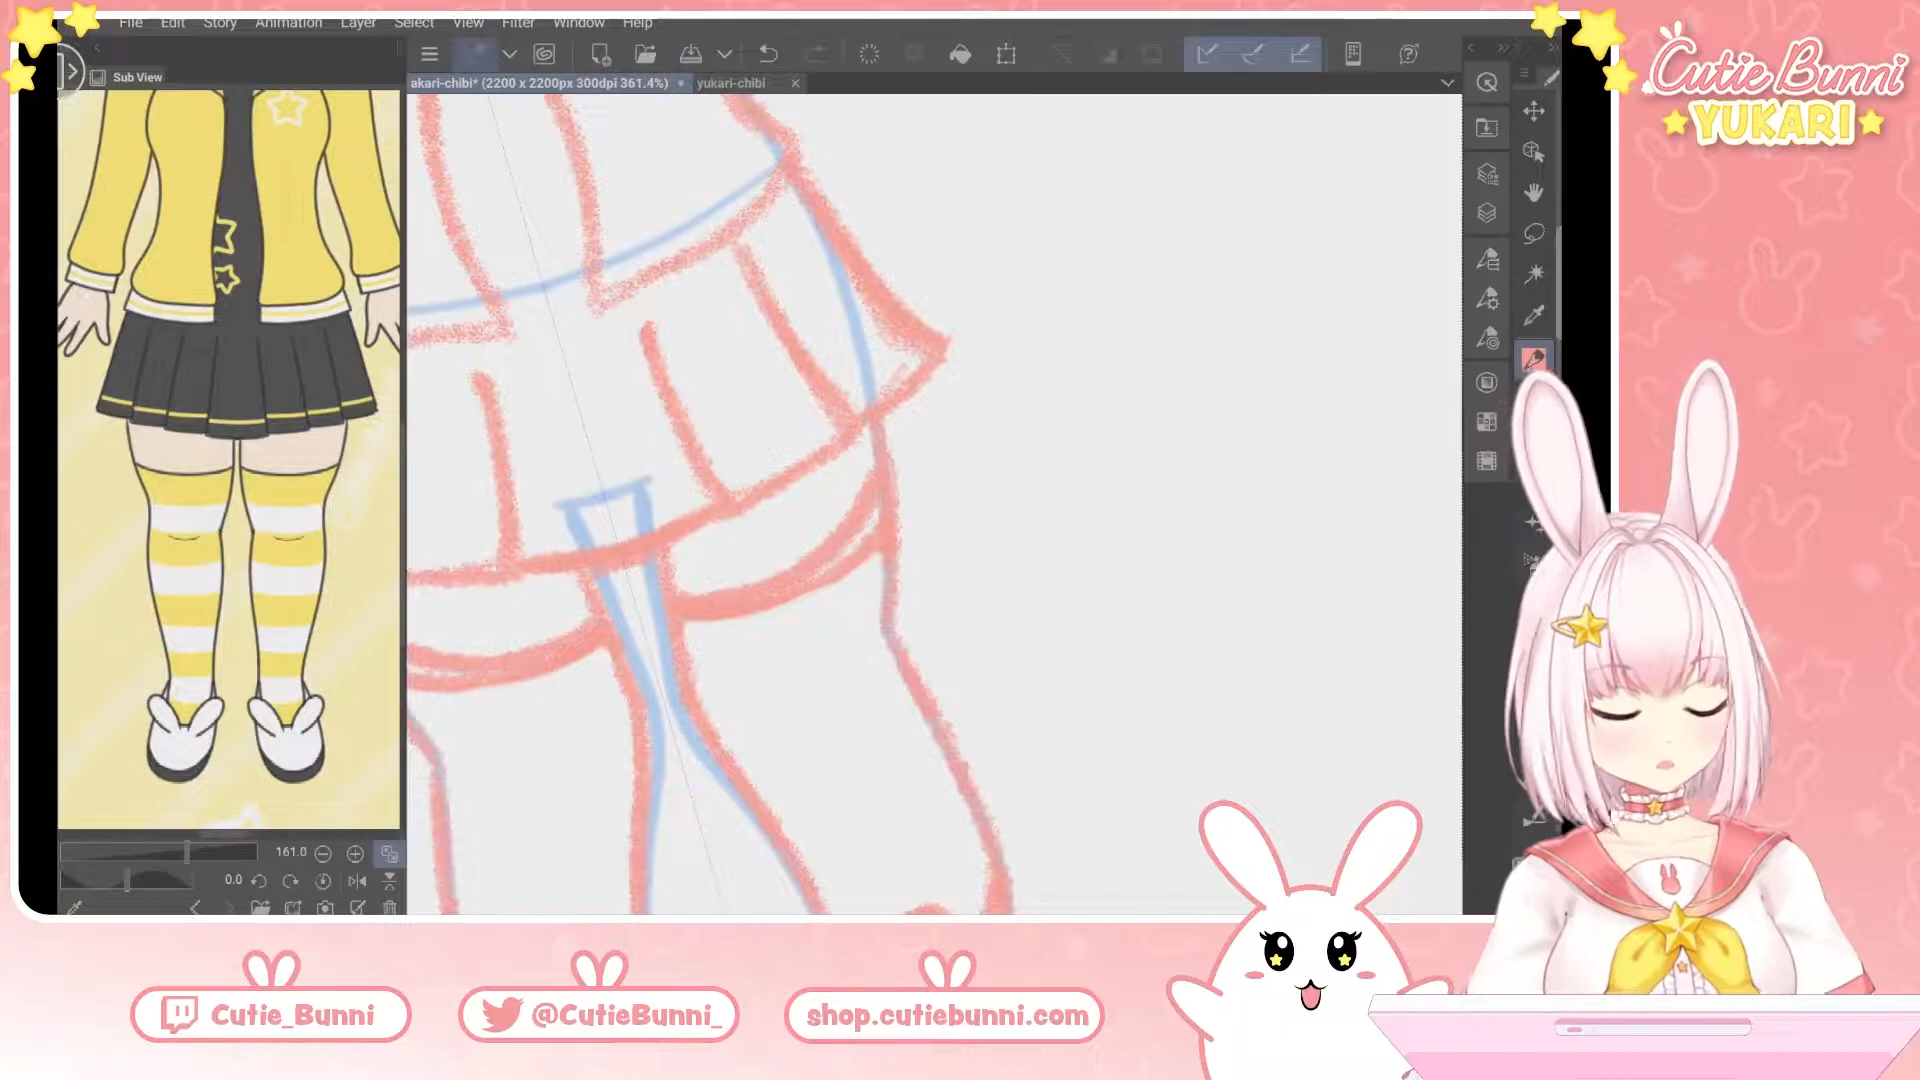 File Edit Story Animation Layer Select View Filter Window Help
Sub View
akari-chibi* (2200 x 2200px 300dpi 361.4%)
yukari-chibi
Cutie Bunni
YUKARI
161.0
0.0
Cutie_Bunni
@CutieBunni_
shop.cutiebunni.com